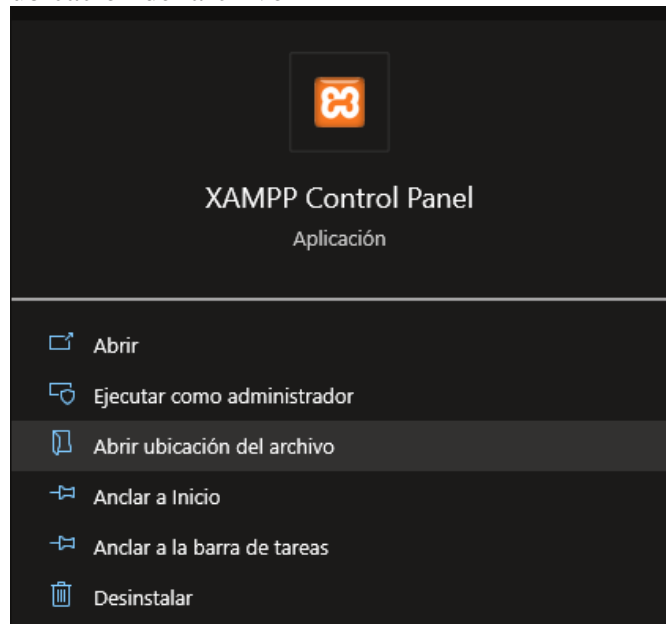 XAMPP Control Panel
Aplicación
Abrir
Ejecutar como administrador
Abrir ubicación del archivo
Anclar a Inicio
Anclar a la barra de tareas
Desinstalar